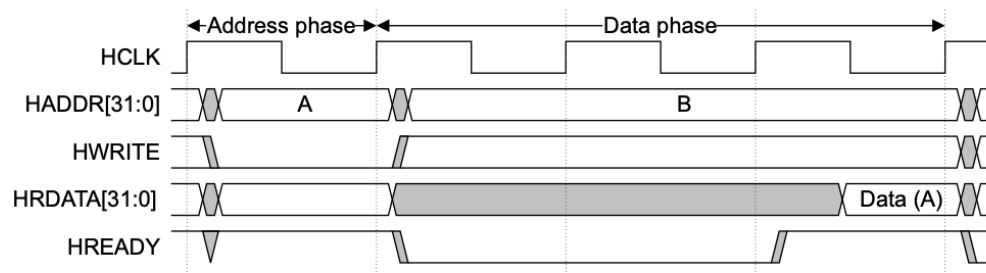 Address phase Data phase
HCLK
HADDR[31:0] A B
HWRITE
HRDATA[31:0] Data (A)
HREADY